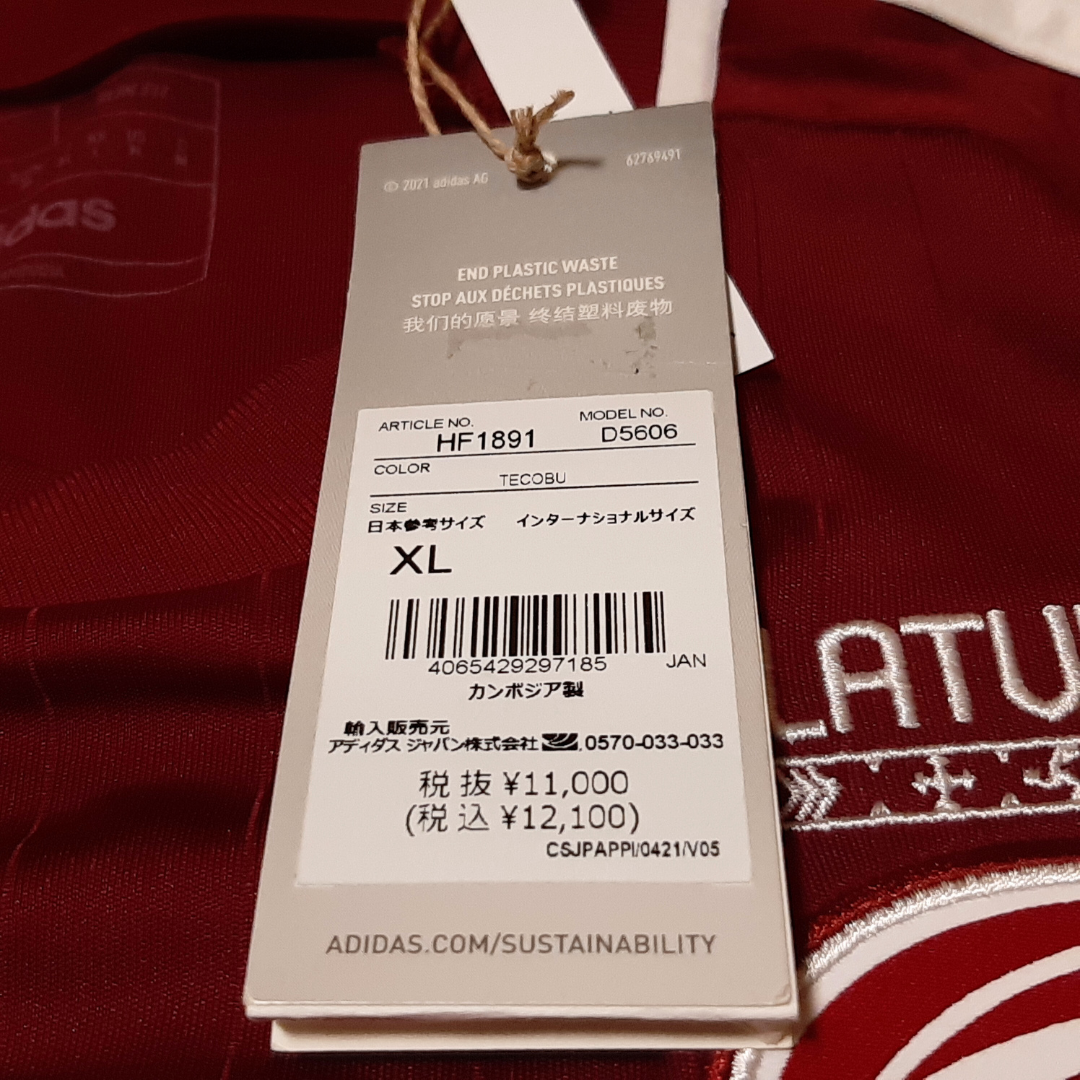 © 2021 adidas AG
62769491
END PLASTIC WASTE
STOP AUX DÉCHETS PLASTIQUES
我们的愿景 终结塑料废物
ARTICLE NO. MODEL NO.
HF1891 D5606
COLOR
TECOBU
SIZE
日本参考サイズ インターナショナルサイズ
XL
4065429297185 JAN
カンボジア製
輸入販売元
アディダス ジャパン株式会社 0570-033-033
税 抜 ¥11,000
(税 込 ¥12,100)
CSJPAPPI/0421/V05
ADIDAS.COM/SUSTAINABILITY
LATV